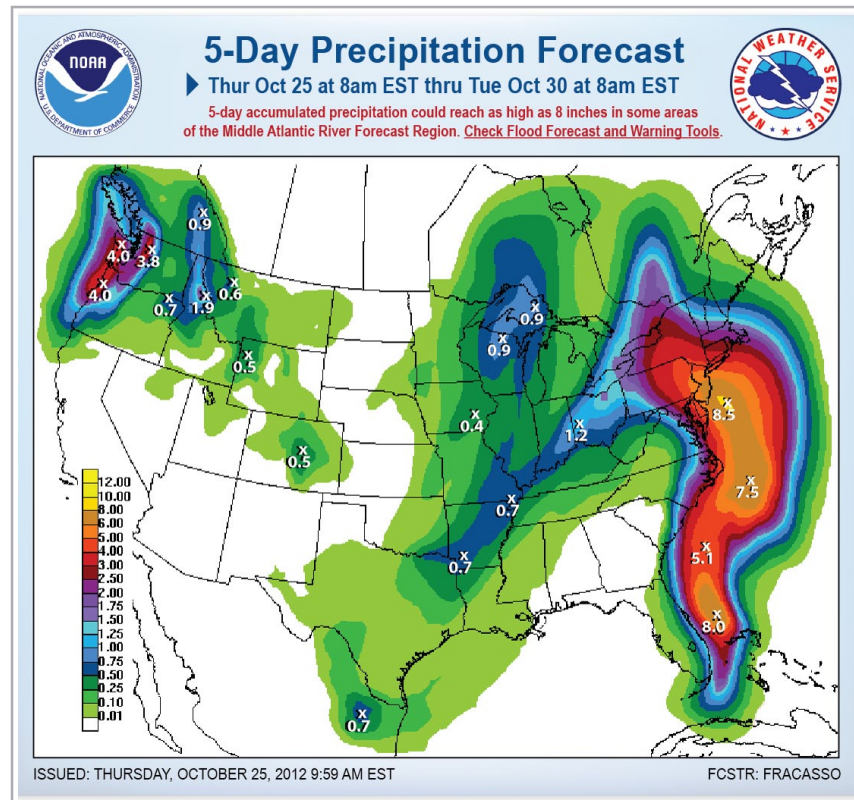 5-Day Precipitation Forecast
Thur Oct 25 at 8am EST thru Tue Oct 30 at 8am EST
5-day accumulated precipitation could reach as high as 8 inches in some areas
of the Middle Atlantic River Forecast Region. Check Flood Forecast and Warning Tools.
NATIONAL OCEANIC AND ATMOSPHERIC ADMINISTRATION
NOAA
U.S. DEPARTMENT OF COMMERCE
NATIONAL WEATHER SERVICE
x 0.9
x 4.0
x 3.8
x 4.0
x 0.7
x 1.9
x 0.6
x 0.5
x 0.5
x 0.9
x 0.9
x 0.4
x 1.2
x 0.7
x 0.7
x 0.7
x 8.5
x 7.5
x 5.1
x 8.0
12.00
10.00
8.00
6.00
5.00
4.00
3.00
2.50
2.00
1.75
1.50
1.25
1.00
0.75
0.50
0.25
0.10
0.01
ISSUED: THURSDAY, OCTOBER 25, 2012 9:59 AM EST
FCSTR: FRACASSO